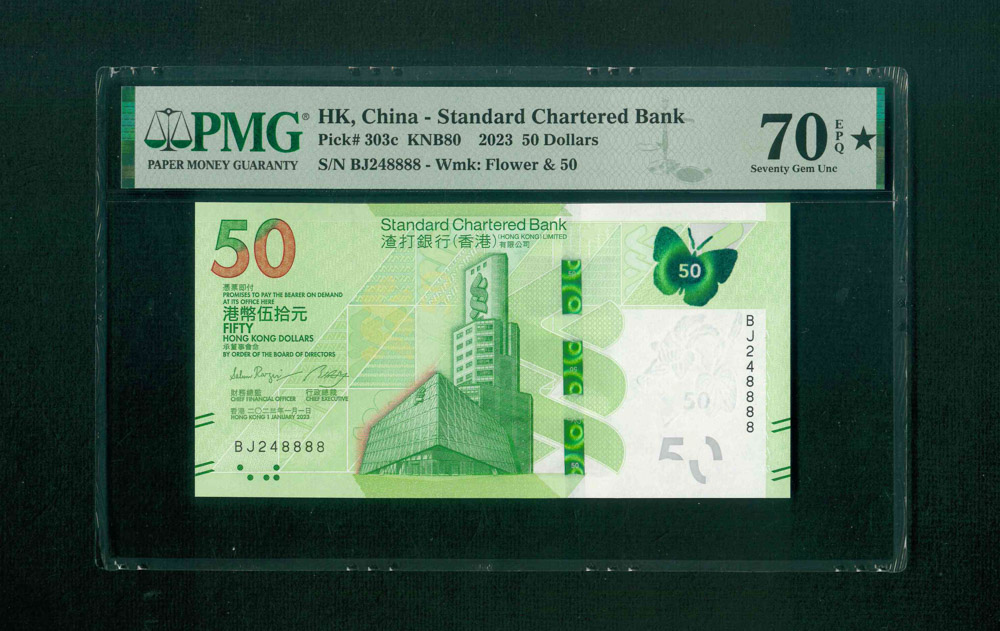 PMG®
PAPER MONEY GUARANTY
HK, China - Standard Chartered Bank
Pick# 303c KNB80 2023 50 Dollars
S/N BJ248888 - Wmk: Flower & 50
70 EPQ ★
Seventy Gem Unc
50
Standard Chartered Bank
渣打銀行(香港) (HONG KONG) LIMITED
有限公司
憑票即付
PROMISES TO PAY THE BEARER ON DEMAND
AT ITS OFFICE HERE
港幣伍拾元
FIFTY
HONG KONG DOLLARS
承董事會命
BY ORDER OF THE BOARD OF DIRECTORS
財務總監 行政總裁
CHIEF FINANCIAL OFFICER CHIEF EXECUTIVE
香港 二〇二三年一月一日
HONG KONG 1 JANUARY 2023
BJ248888
50
BJ248888
50
50